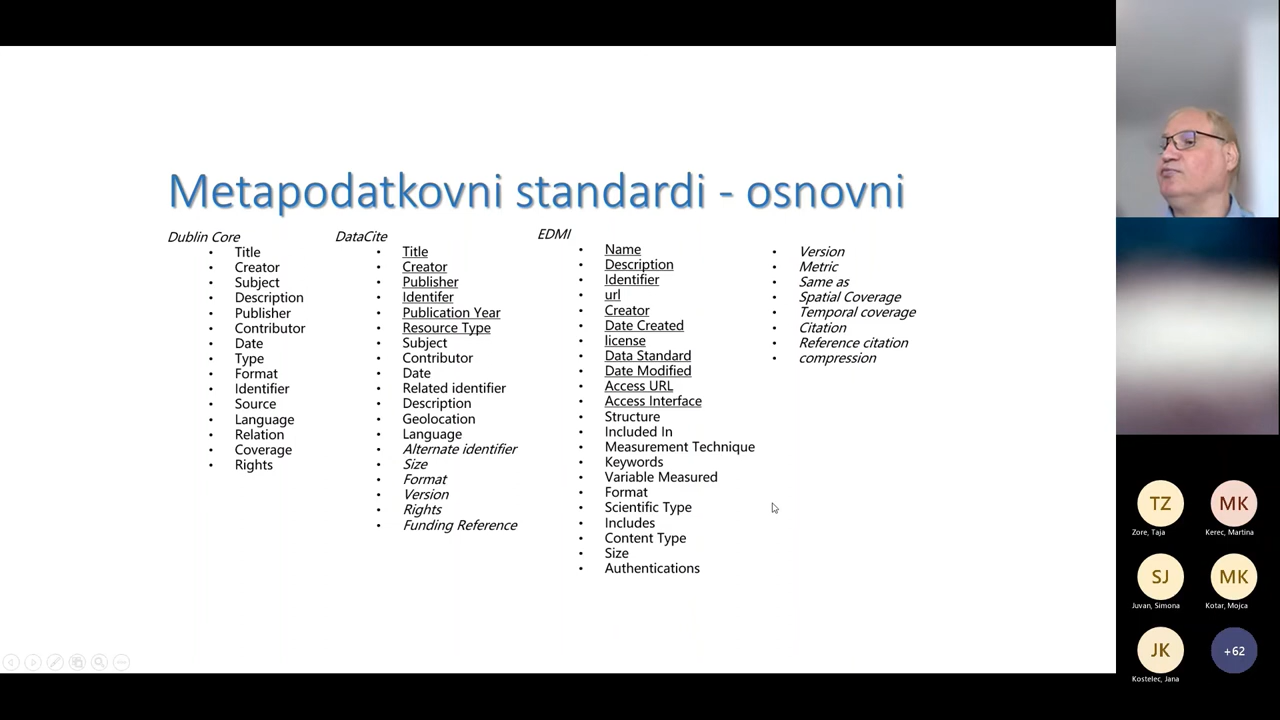 Metapodatkovni standardi - osnovni
Dublin Core
Title
Creator
Subject
Description
Publisher
Contributor
Date
Type
Format
Identifier
Source
Language
Relation
Coverage
Rights
DataCite
Title
Creator
Publisher
Identifer
Publication Year
Resource Type
Subject
Contributor
Date
Related identifier
Description
Geolocation
Language
Alternate identifier
Size
Format
Version
Rights
Funding Reference
EDMI
Name
Description
Identifier
url
Creator
Date Created
license
Data Standard
Date Modified
Access URL
Access Interface
Structure
Included In
Measurement Technique
Keywords
Variable Measured
Format
Scientific Type
Includes
Content Type
Size
Authentications
Version
Metric
Same as
Spatial Coverage
Temporal coverage
Citation
Reference citation
compression
TZ
Zore, Taja
MK
Kerec, Martina
SJ
Juvan, Simona
MK
Kotar, Mojca
JK
Kostelec, Jana
+62